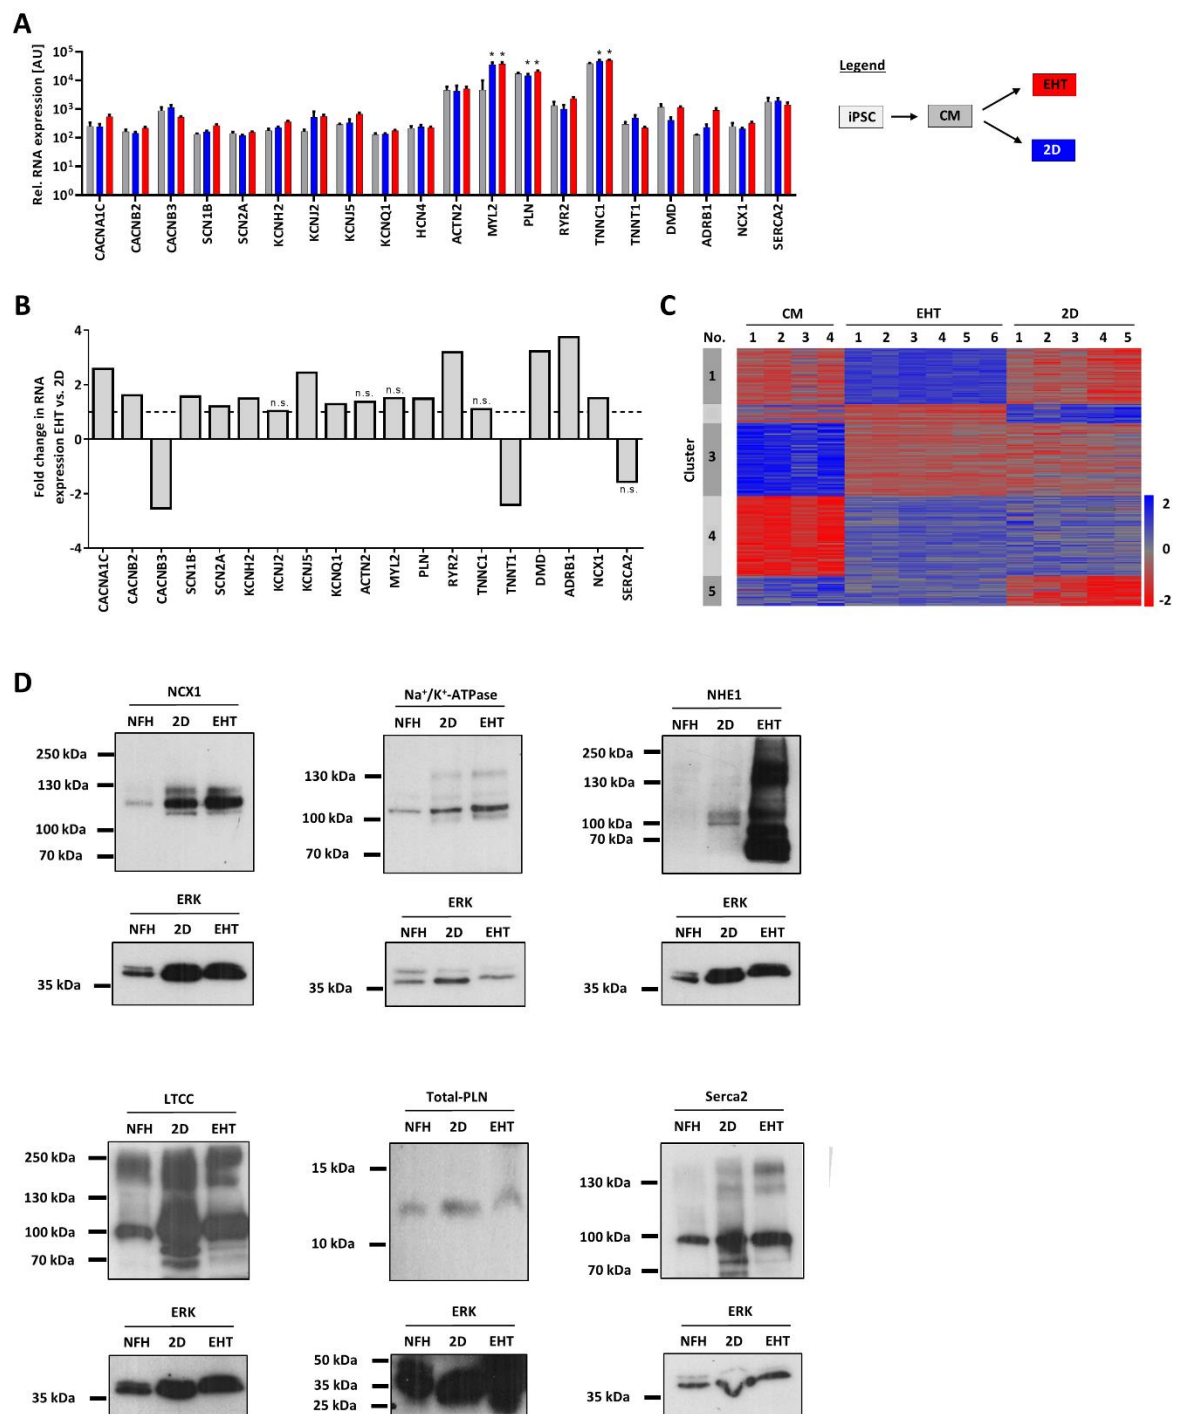 A
Rel. RNA expression [AU]
10⁵
10⁴
10³
10²
10¹
10⁰
* * * * * *
CACNA1C CACNB2 CACNB3 SCN1B SCN2A KCNH2 KCNJ2 KCNJ5 KCNQ1 HCN4 ACTN2 MYL2 PLN RYR2 TNNC1 TNNT1 DMD ADRB1 NCX1 SERCA2
Legend
iPSC CM EHT 2D
B
Fold change in RNA
expression EHT vs. 2D
4
2
0
-2
-4
n.s. n.s. n.s. n.s. n.s.
CACNA1C CACNB2 CACNB3 SCN1B SCN2A KCNH2 KCNJ2 KCNJ5 KCNQ1 ACTN2 MYL2 PLN RYR2 TNNC1 TNNT1 DMD ADRB1 NCX1 SERCA2
C
CM EHT 2D
No. 1 2 3 4 1 2 3 4 5 6 1 2 3 4 5
Cluster
1
3
4
5
2
0
-2
D
NCX1
NFH 2D EHT
250 kDa
130 kDa
100 kDa
70 kDa
ERK
NFH 2D EHT
35 kDa
Na⁺/K⁺-ATPase
NFH 2D EHT
130 kDa
100 kDa
70 kDa
ERK
NFH 2D EHT
35 kDa
NHE1
NFH 2D EHT
250 kDa
130 kDa
100 kDa
70 kDa
ERK
NFH 2D EHT
35 kDa
LTCC
NFH 2D EHT
250 kDa
130 kDa
100 kDa
70 kDa
ERK
NFH 2D EHT
35 kDa
Total-PLN
NFH 2D EHT
15 kDa
10 kDa
ERK
NFH 2D EHT
50 kDa
35 kDa
25 kDa
Serca2
NFH 2D EHT
130 kDa
100 kDa
70 kDa
ERK
NFH 2D EHT
35 kDa